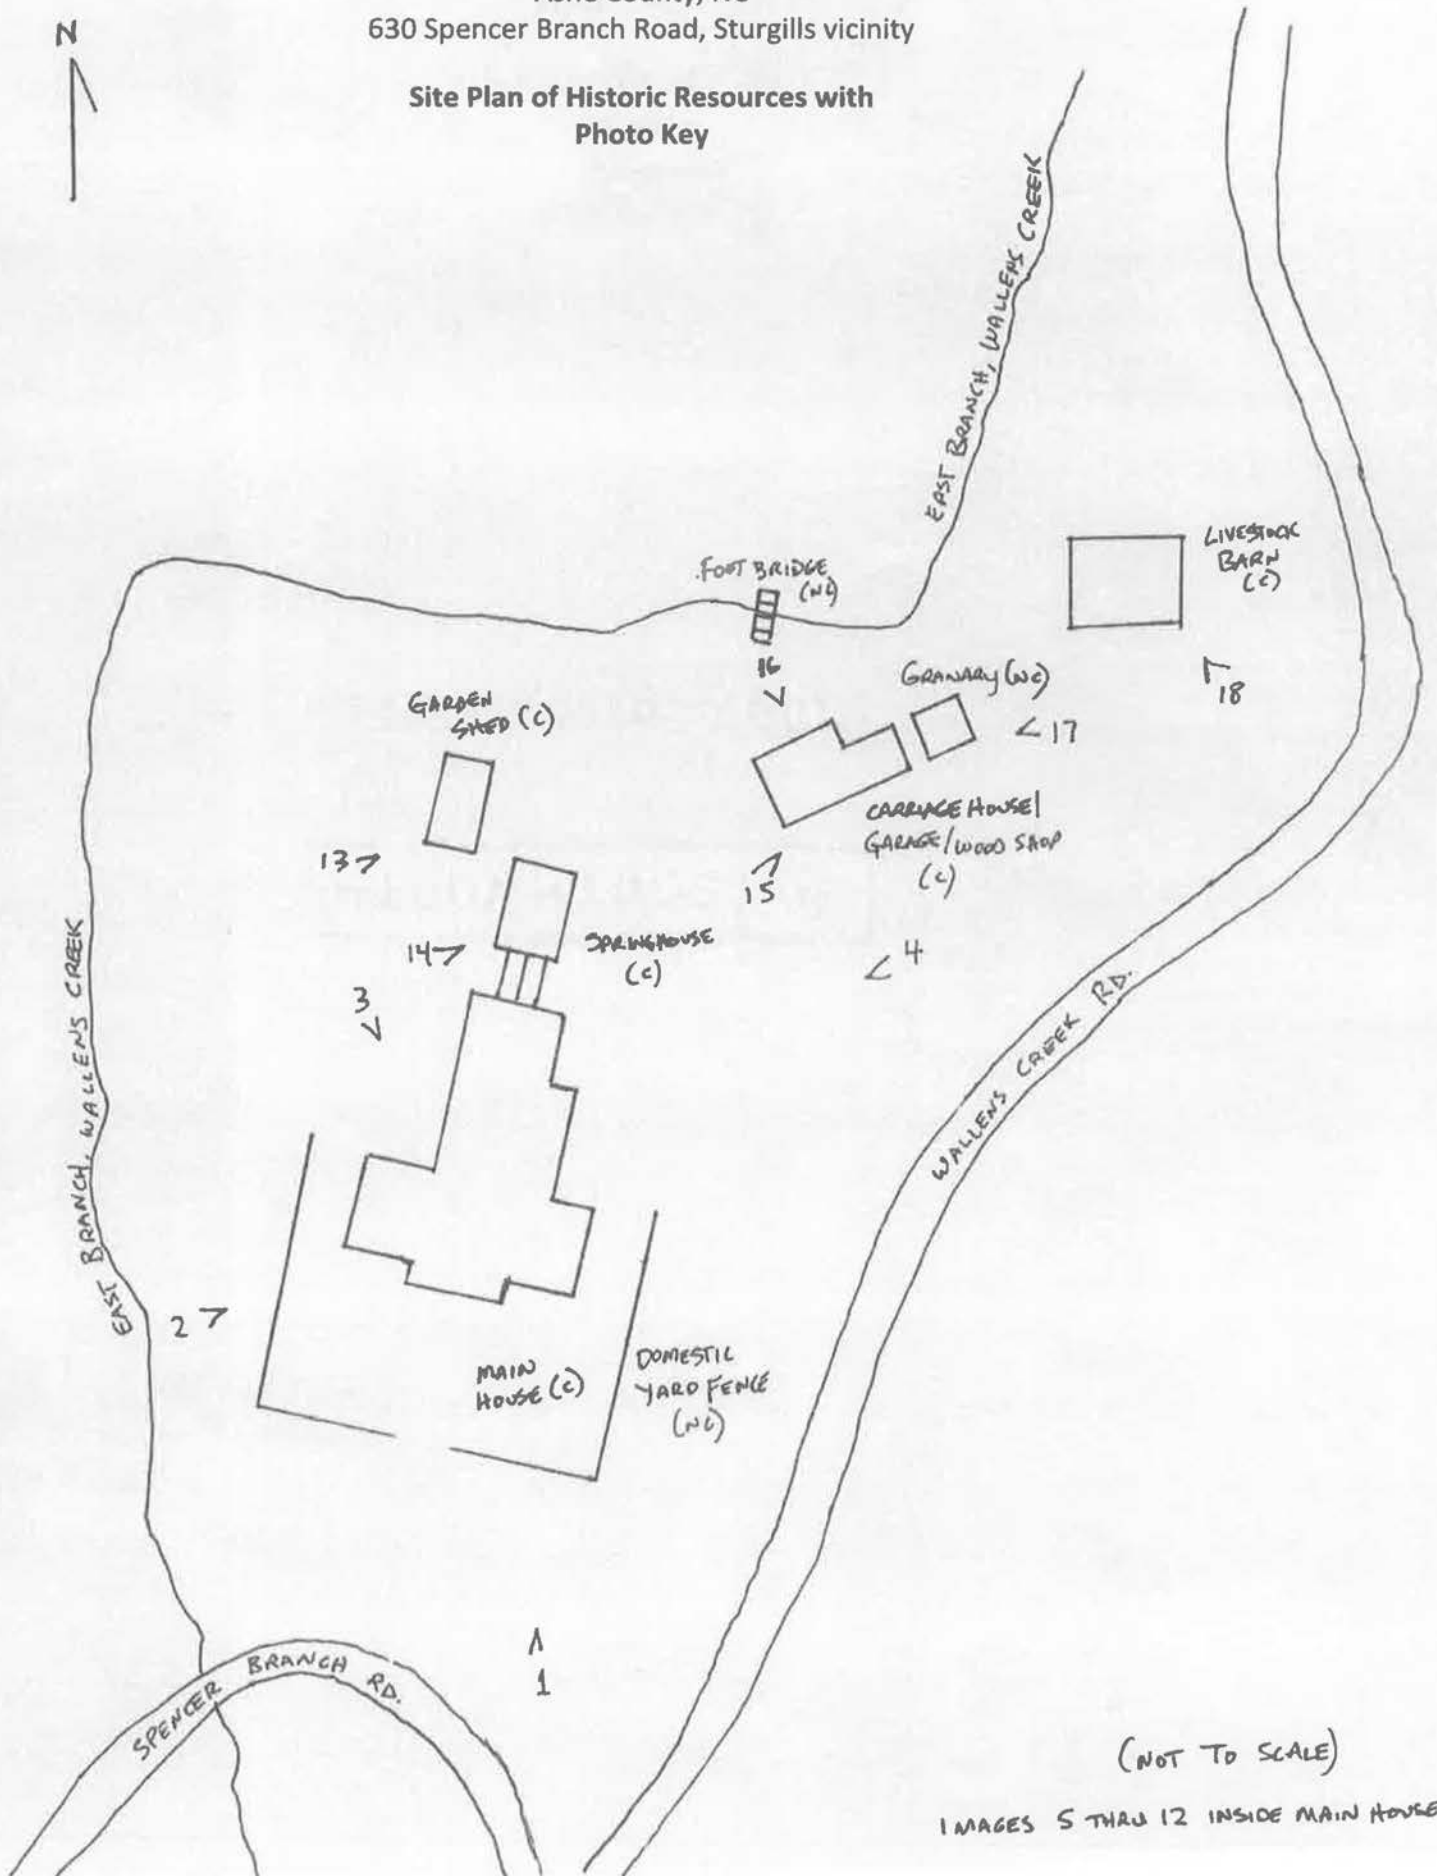 N
630 Spencer Branch Road, Sturgills vicinity
Site Plan of Historic Resources with
Photo Key
EAST BRANCH, WALLENS CREEK
LIVESTOCK
BARN
(C)
FOOT BRIDGE
(NC)
16
GRANARY (NC)
18
17
GARDEN
SHED (C)
CARRIAGE HOUSE/
GARAGE/WOOD SHOP
(C)
13
15
14
SPRINGHOUSE
(C)
4
3
WALLENS CREEK RD.
EAST BRANCH, WALLENS CREEK
2
MAIN
HOUSE (C)
DOMESTIC
YARD FENCE
(NC)
1
SPENCER BRANCH RD.
(NOT TO SCALE)
IMAGES 5 THRU 12 INSIDE MAIN HOUSE